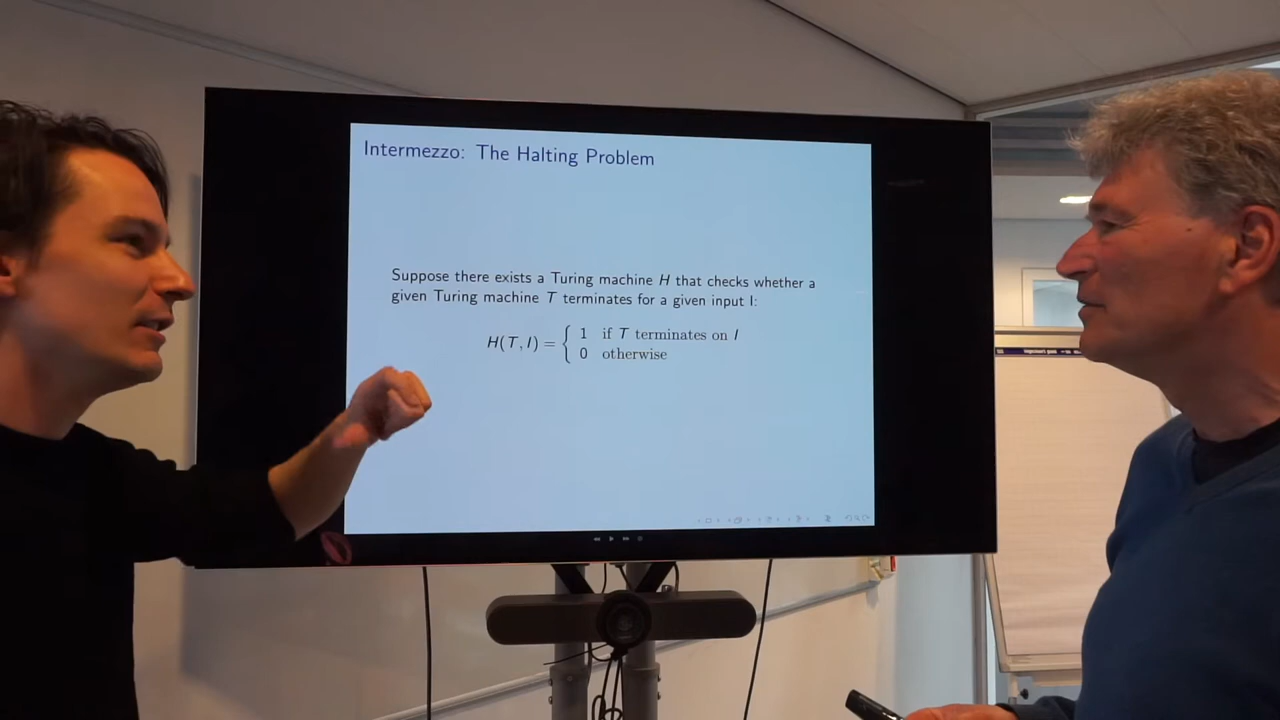 Intermezzo: The Halting Problem
Suppose there exists a Turing machine H that checks whether a
given Turing machine T terminates for a given input I:
H(T, I) = { 1 if T terminates on I
0 otherwise